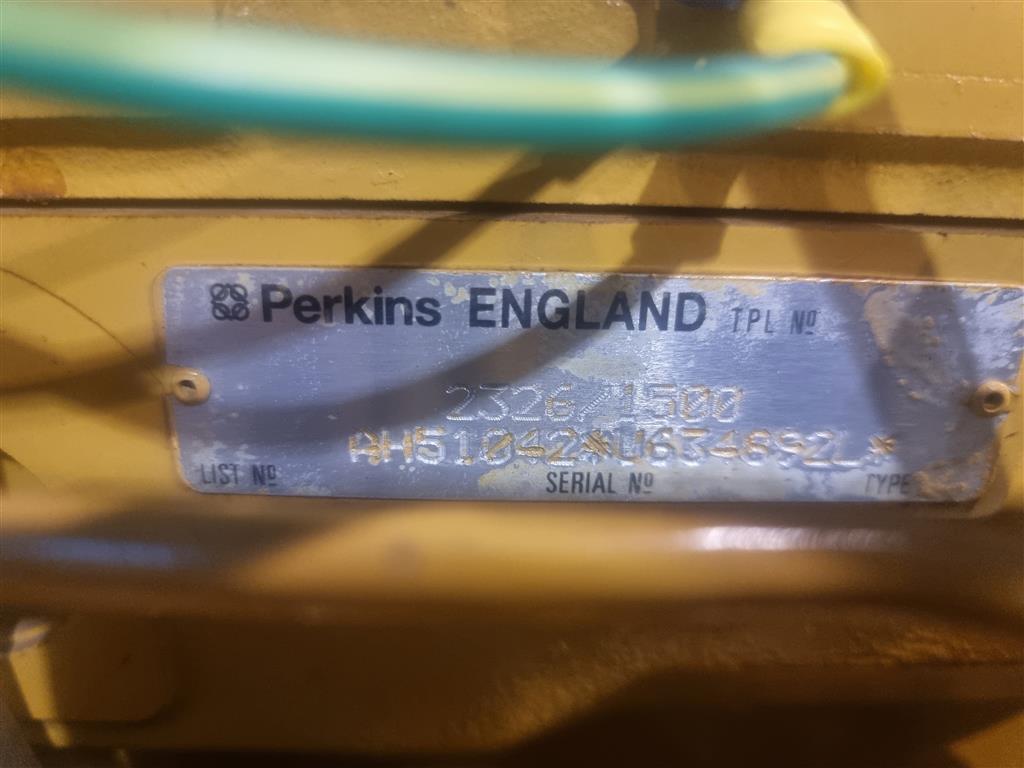 Perkins ENGLAND TPL Nº
2326/1500
AH51042*U634692L*
LIST Nº SERIAL Nº TYPE